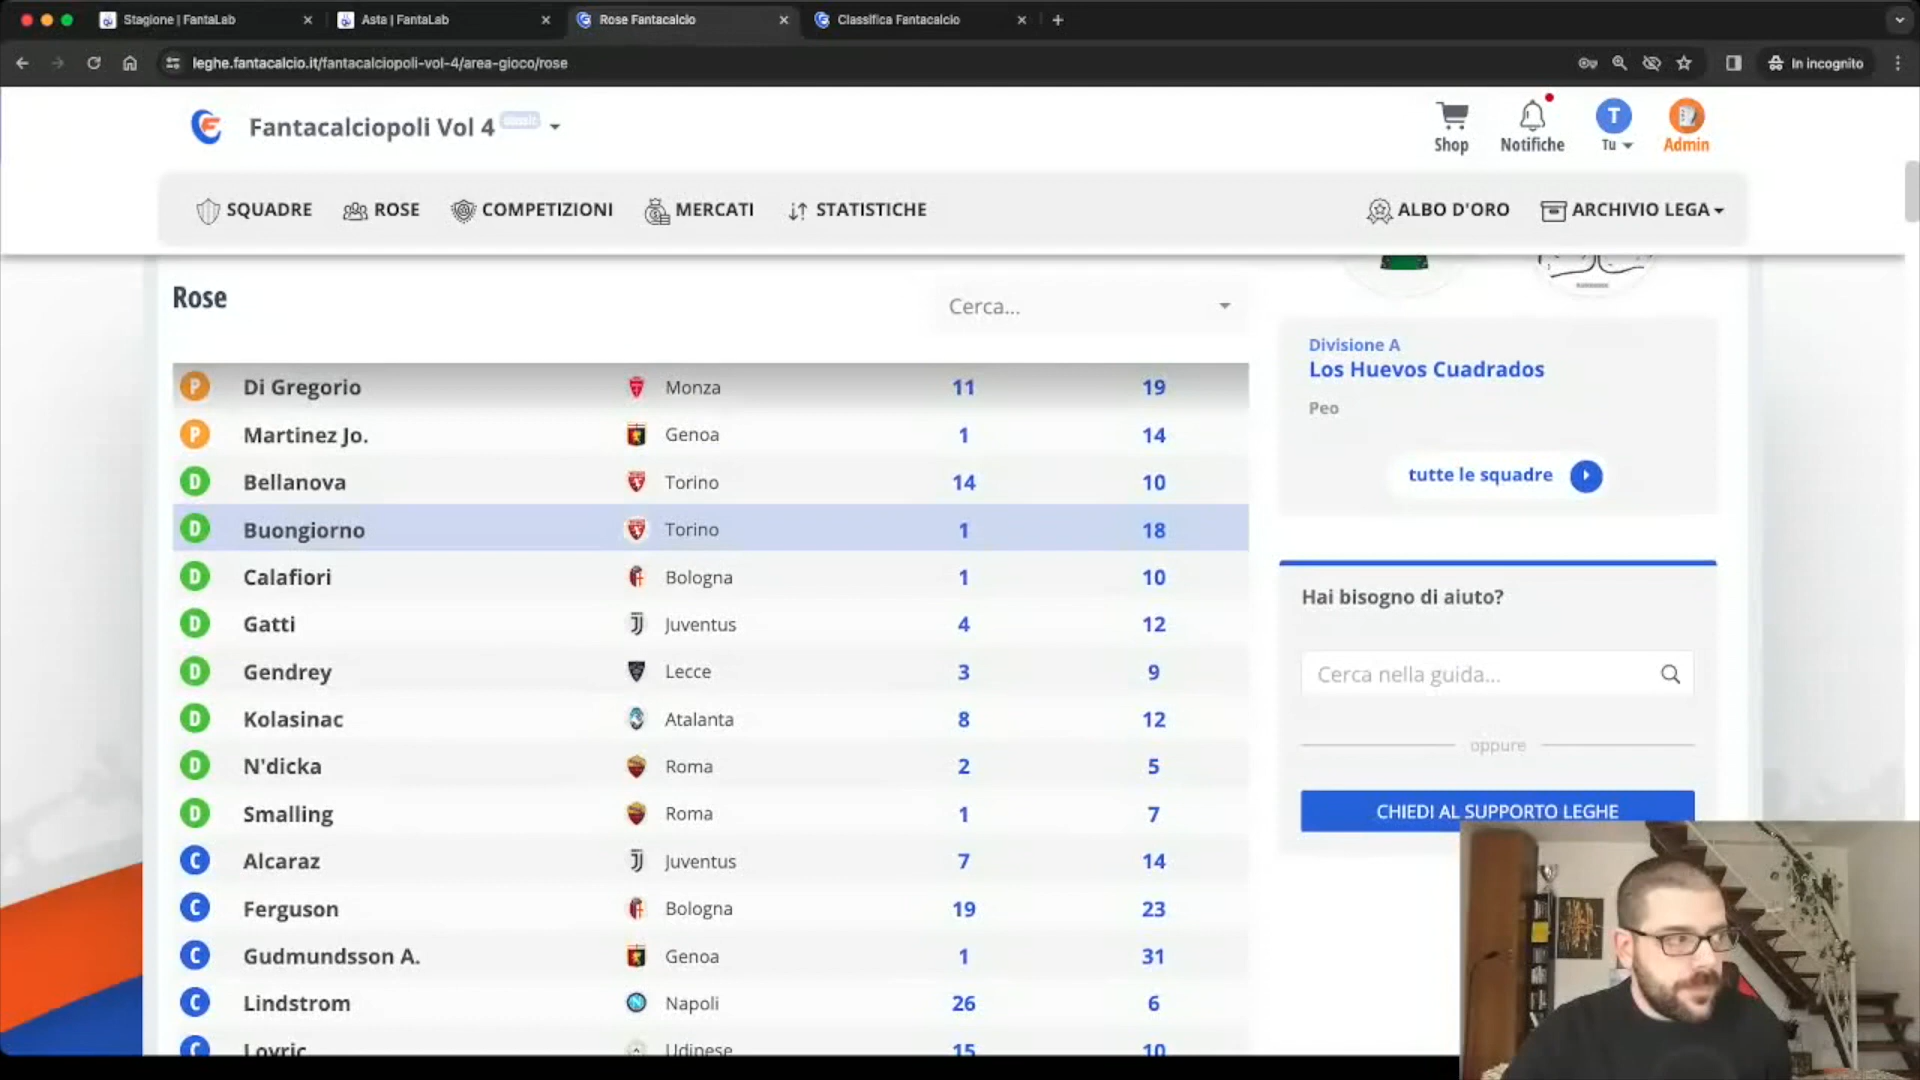 Stagione | FantaLab
Asta | FantaLab
Rose Fantacalcio
Classifica Fantacalcio
leghe.fantacalcio.it/fantacalciopoli-vol-4/area-gioco/rose
In incognito
Fantacalciopoli Vol 4 classic
Shop
Notifiche
T
Tu
Admin
SQUADRE
ROSE
COMPETIZIONI
MERCATI
STATISTICHE
ALBO D'ORO
ARCHIVIO LEGA
Rose
Cerca...
P Di Gregorio Monza 11 19
P Martinez Jo. Genoa 1 14
D Bellanova Torino 14 10
D Buongiorno Torino 1 18
D Calafiori Bologna 1 10
D Gatti Juventus 4 12
D Gendrey Lecce 3 9
D Kolasinac Atalanta 8 12
D N'dicka Roma 2 5
D Smalling Roma 1 7
C Alcaraz Juventus 7 14
C Ferguson Bologna 19 23
C Gudmundsson A. Genoa 1 31
C Lindstrom Napoli 26 6
C Lovric Udinese 15 10
Divisione A
Los Huevos Cuadrados
Peo
tutte le squadre
Hai bisogno di aiuto?
Cerca nella guida...
oppure
CHIEDI AL SUPPORTO LEGHE